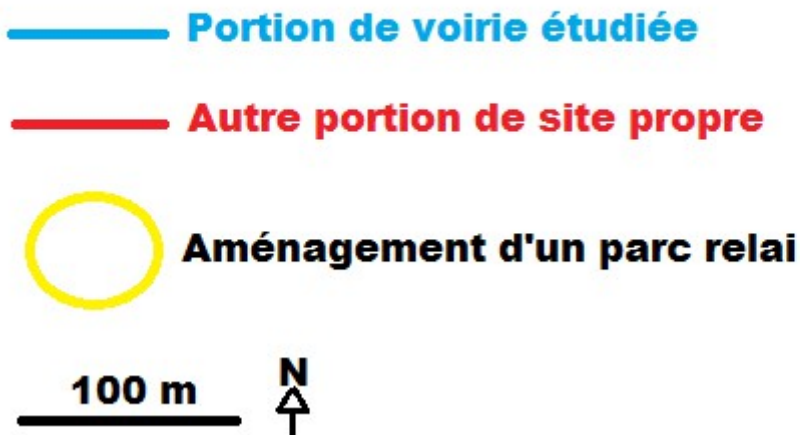 Portion de voirie étudiée
Autre portion de site propre
Aménagement d'un parc relai
100 m N